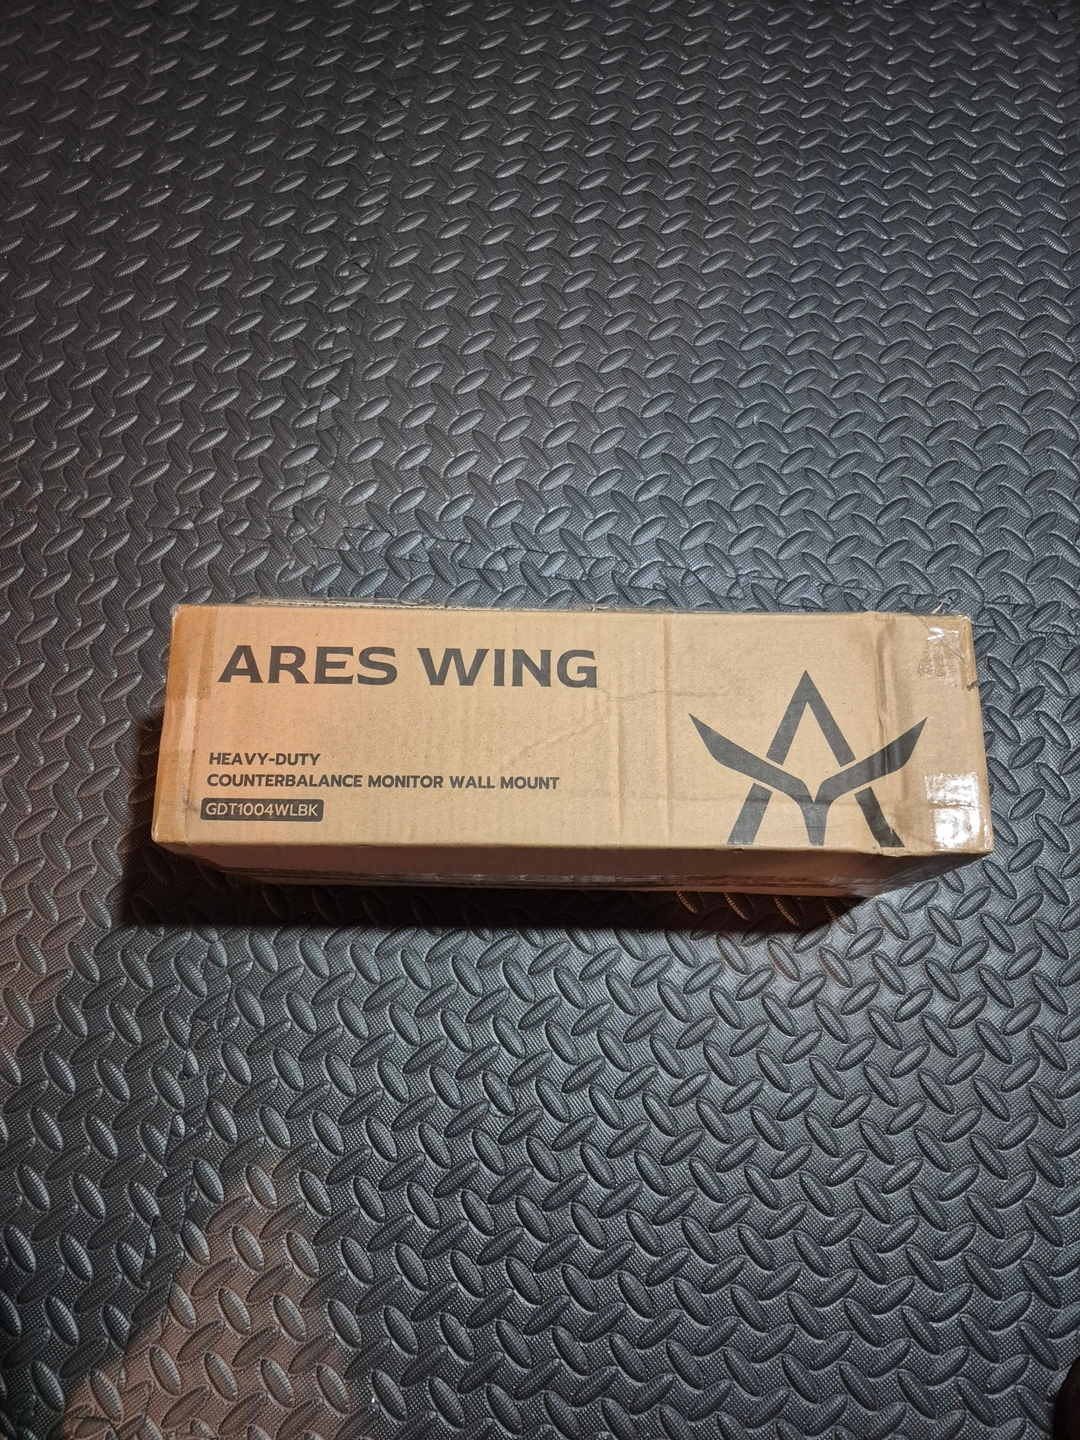 ARES WING
HEAVY-DUTY
COUNTERBALANCE MONITOR WALL MOUNT
GDT1004WLBK